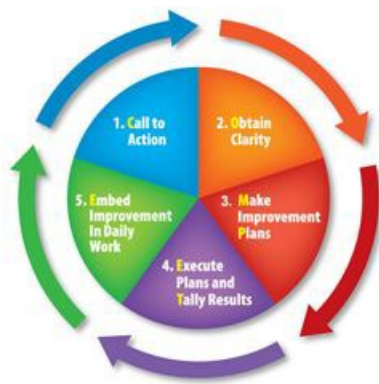 1. Call to
Action
2. Obtain
Clarity
3. Make
Improvement
Plans
4. Execute
Plans and
Tally Results
5. Embed
Improvement
In Daily
Work